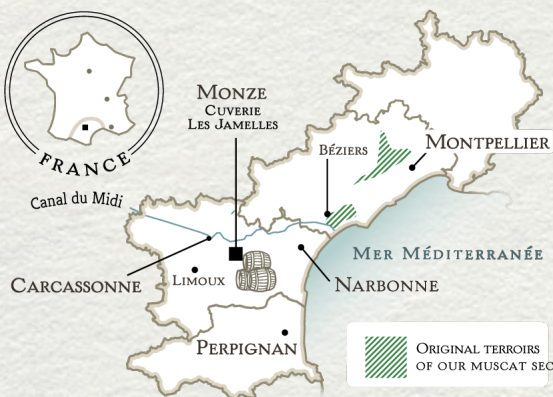 FRANCE
MONZE
CUVERIE
LES JAMELLES
BÉZIERS
MONTPELLIER
Canal du Midi
MER MÉDITERRANÉE
CARCASSONNE
LIMOUX
NARBONNE
PERPIGNAN
ORIGINAL TERROIRS
OF OUR MUSCAT SEC